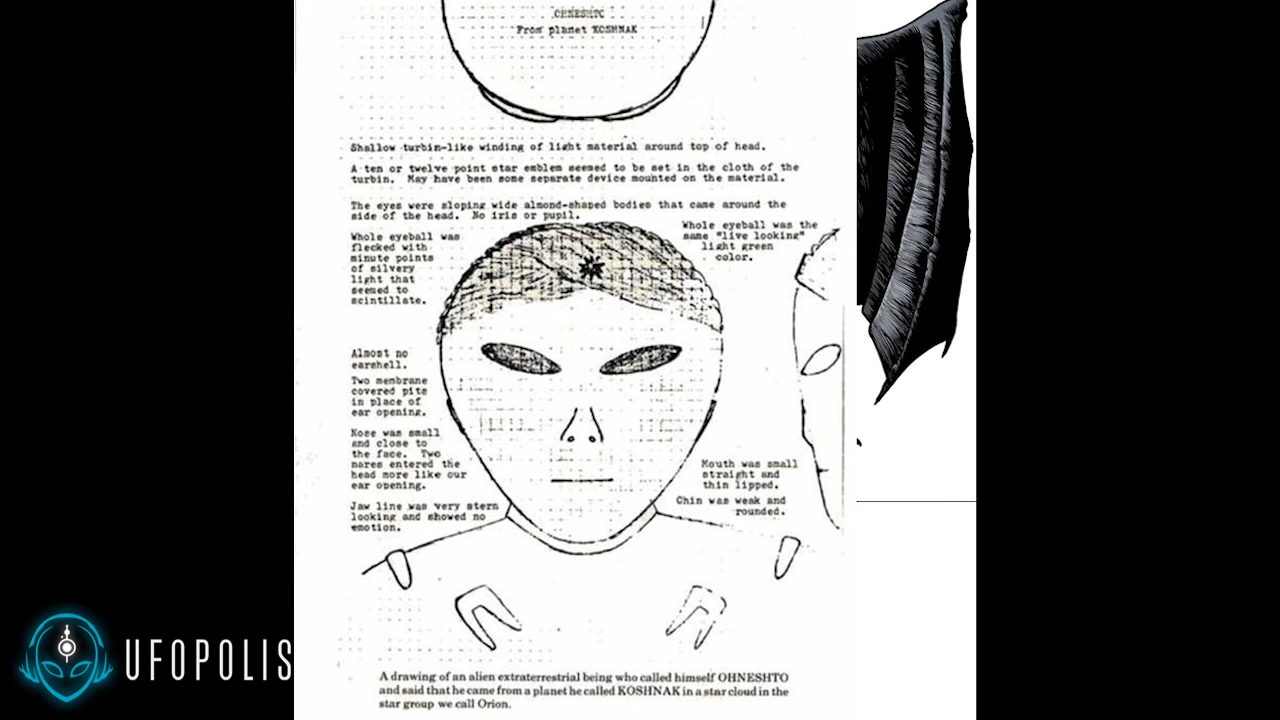 OHNESHTO
From planet KOSHNAK
Shallow turbin-like winding of light material around top of head.
A ten or twelve point star emblem seemed to be set in the cloth of the
turbin. May have been some separate device mounted on the material.
The eyes were sloping wide almond-shaped bodies that came around the
side of the head. No iris or pupil.
Whole eyeball was
flecked with
minute points
of silvery
light that
seemed to
scintillate.
Whole eyeball was the
same "live looking"
light green
color.
Almost no
earshell.
Two membrane
covered pits
in place of
ear opening.
Nose was small
and close to
the face. Two
nares entered the
head more like our
ear opening.
Jaw line was very stern
looking and showed no
emotion.
Mouth was small
straight and
thin lipped.
Chin was weak and
rounded.
A drawing of an alien extraterrestrial being who called himself OHNESHTO
and said that he came from a planet he called KOSHNAK in a star cloud in the
star group we call Orion.
UFOPOLIS